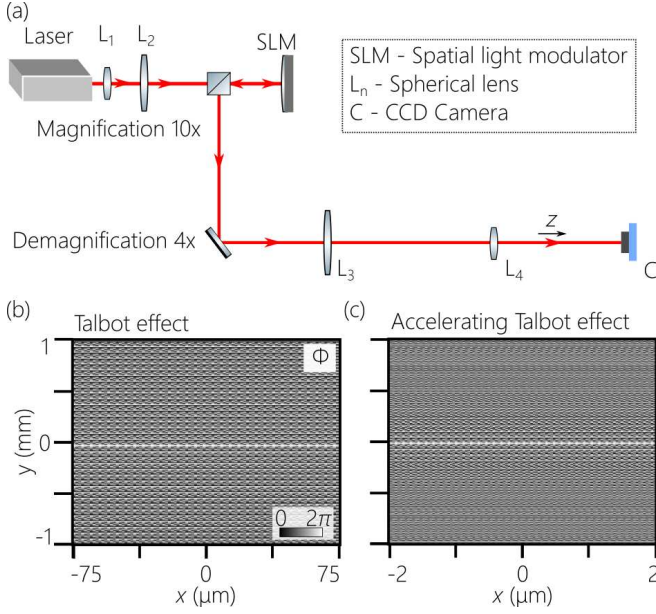 (a)
Laser
L1
L2
SLM
SLM - Spatial light modulator
Ln - Spherical lens
C - CCD Camera
Magnification 10x
Demagnification 4x
L3
L4
z
C
(b)
Talbot effect
(c)
Accelerating Talbot effect
Φ
0 2π
y (mm)
1
0
-1
-75 0 75
x (µm)
-2 0 2
x (µm)